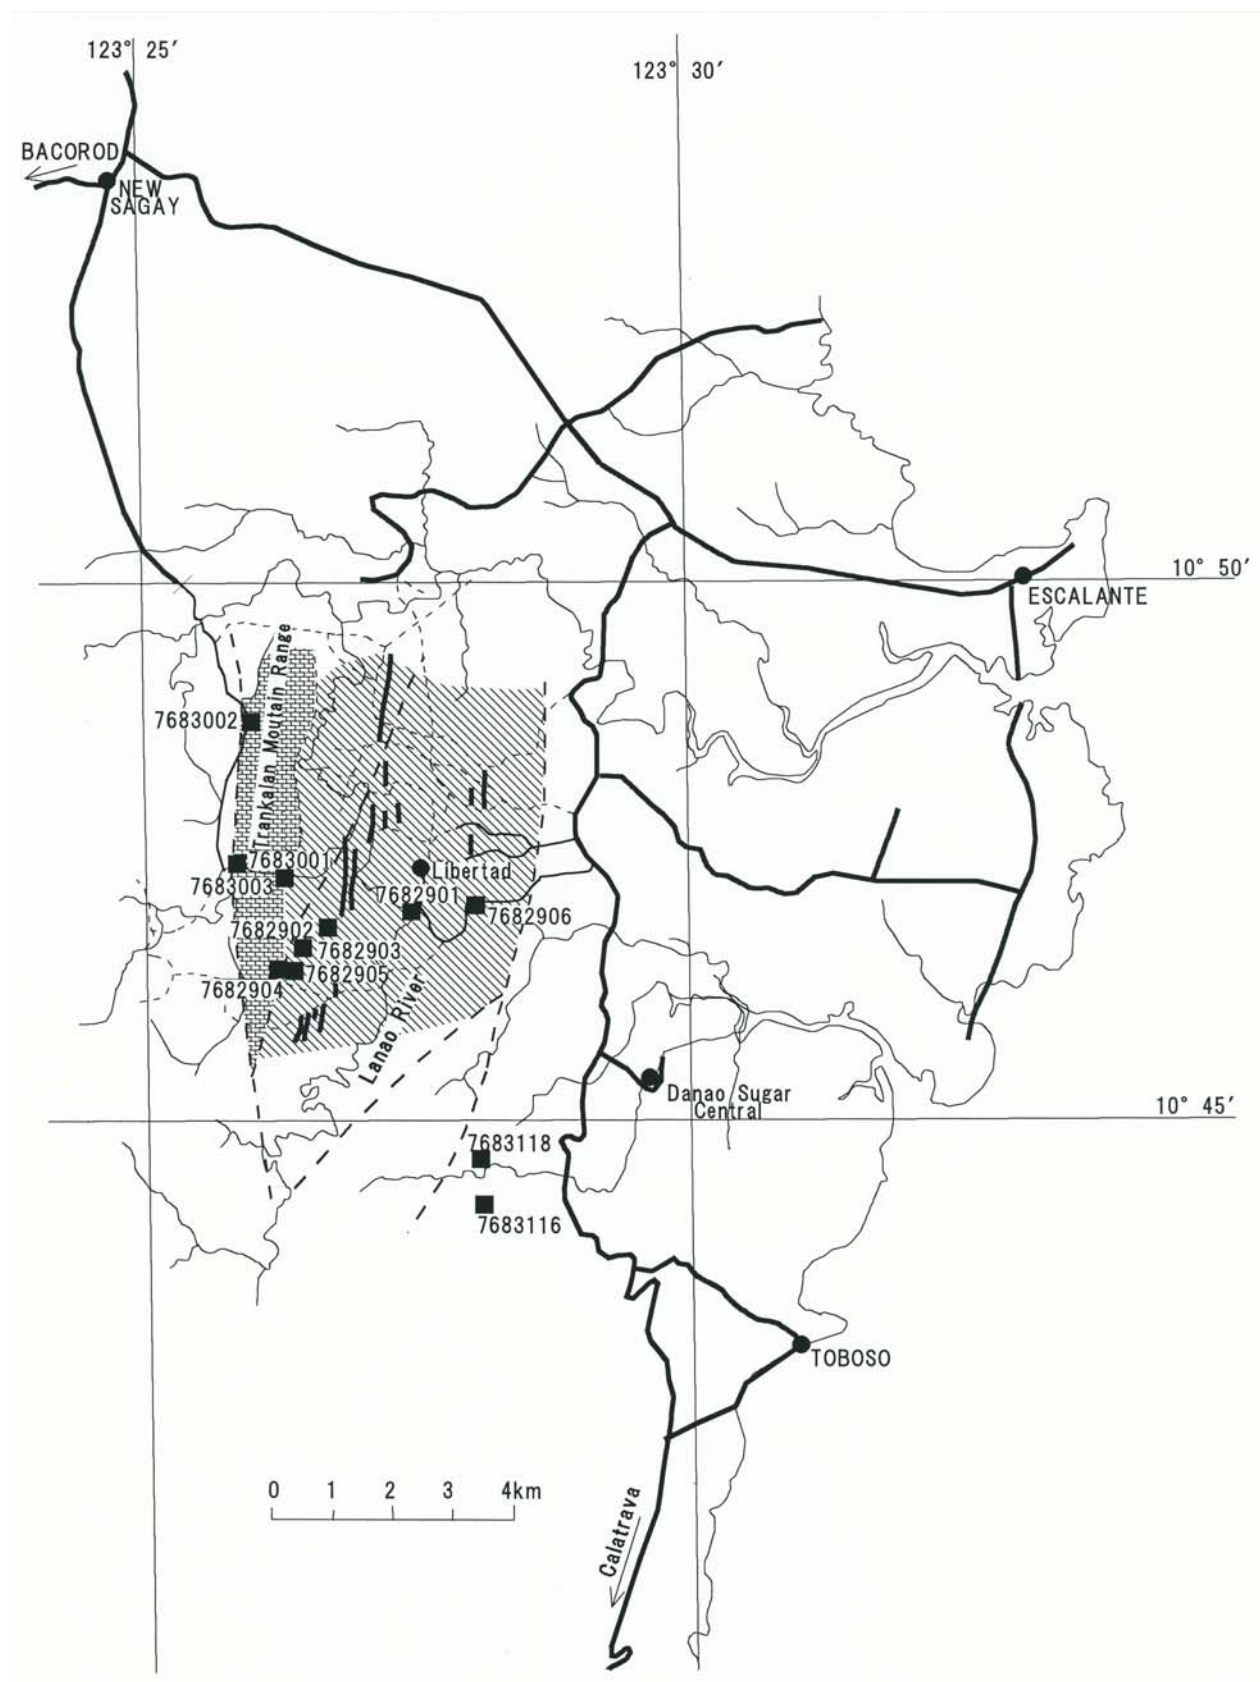 123° 25′
123° 30′
BACOROD
NEW
SAGAY
10° 50′
ESCALANTE
Trankalan Moutain Range
7683002
7683001
7683003
Libertad
7682901
7682906
7682902
7682903
7682905
7682904
Lanao River
Danao Sugar
Central
10° 45′
7683118
7683116
TOBOSO
0 1 2 3 4km
Calatrava